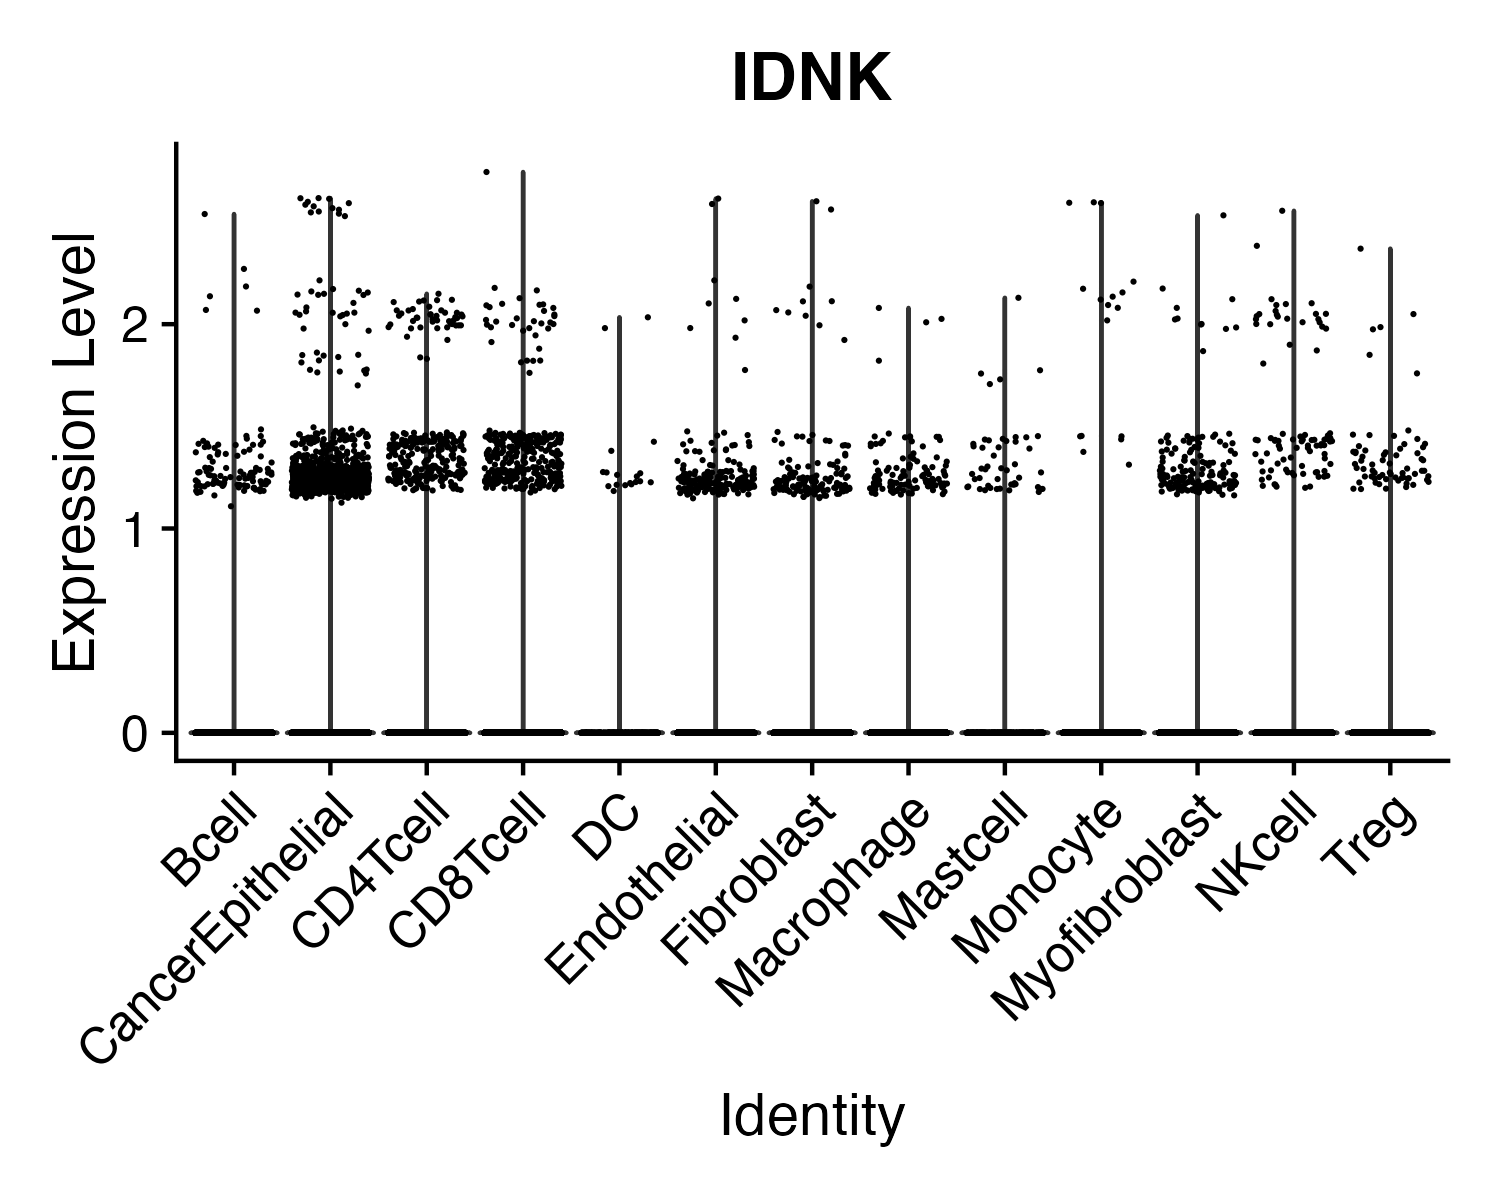 IDNK
Expression Level
2
1
0
Bcell
CancerEpithelial
CD4Tcell
CD8Tcell
DC
Endothelial
Fibroblast
Macrophage
Mastcell
Monocyte
Myofibroblast
NKcell
Treg
Identity